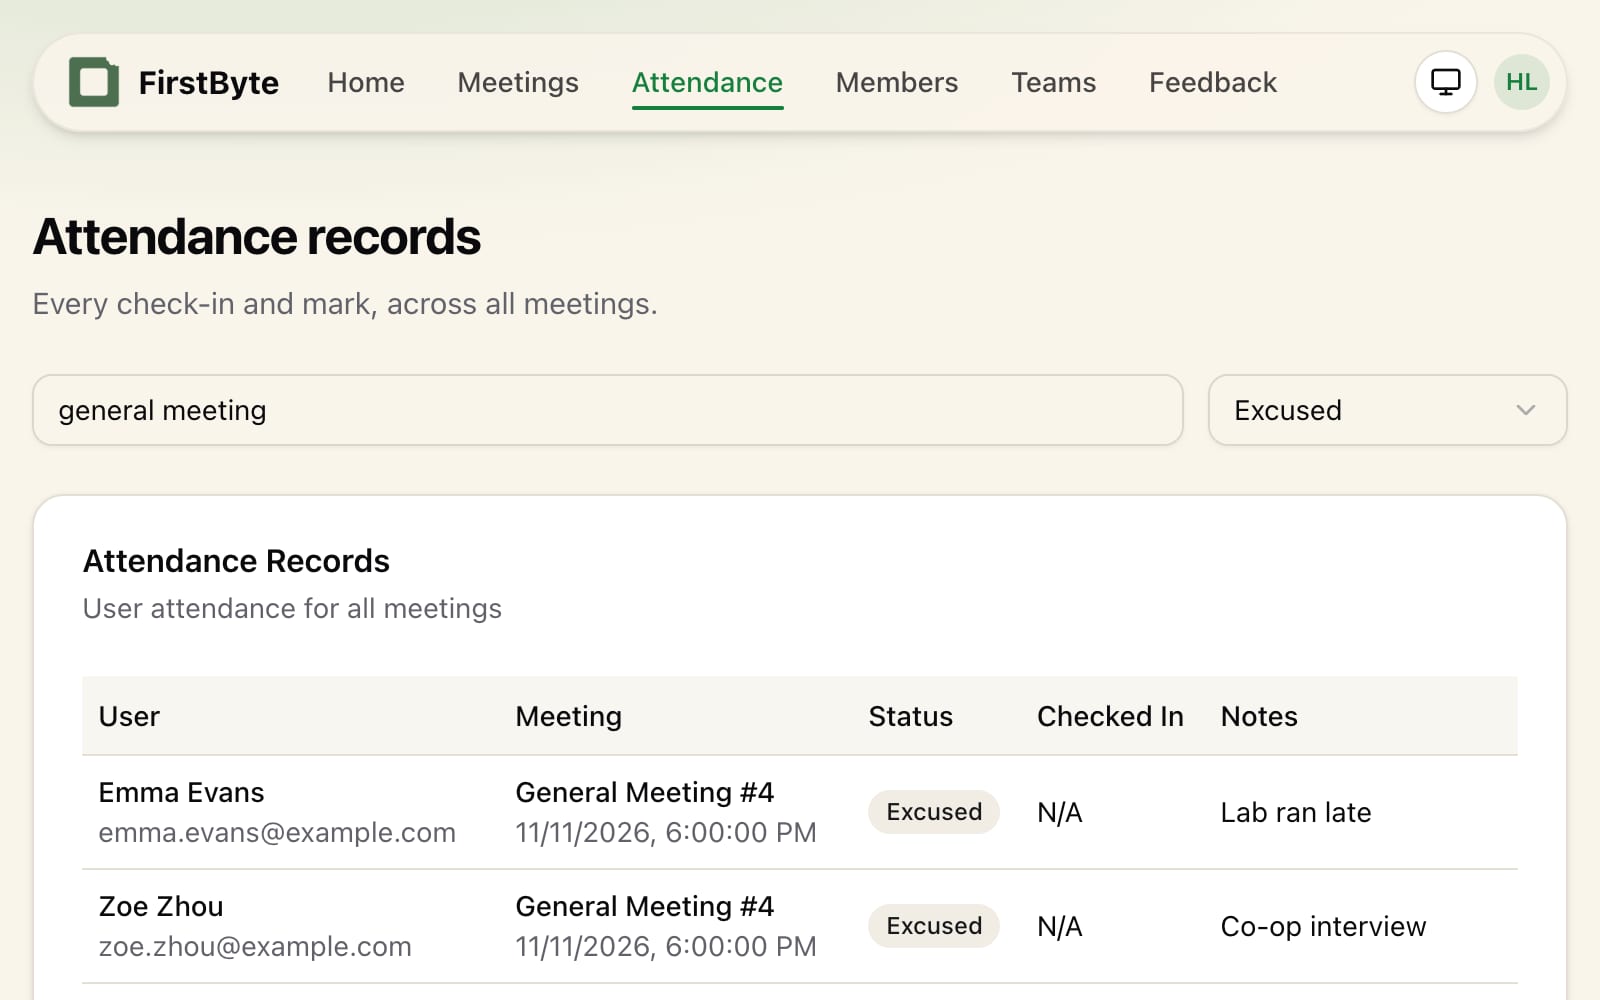 FirstByte Home Meetings Attendance Members Teams Feedback HL
Attendance records
Every check-in and mark, across all meetings.
general meeting Excused
Attendance Records
User attendance for all meetings
User Meeting Status Checked In Notes
Emma Evans General Meeting #4 Excused N/A Lab ran late
emma.evans@example.com 11/11/2026, 6:00:00 PM
Zoe Zhou General Meeting #4 Excused N/A Co-op interview
zoe.zhou@example.com 11/11/2026, 6:00:00 PM